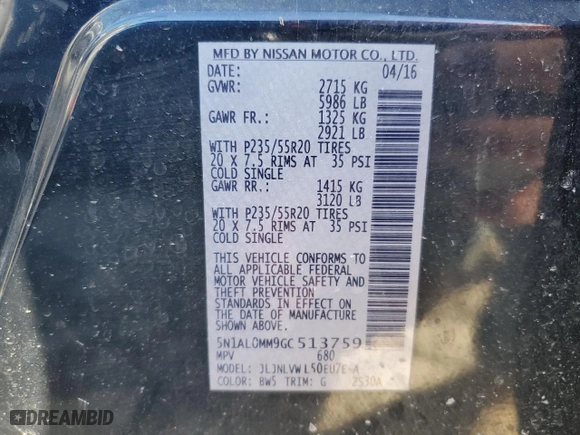 MFD BY NISSAN MOTOR CO., LTD.
DATE: 04/16
GVWR: 2715 KG
5986 LB
GAWR FR.: 1325 KG
2921 LB
WITH P235/55R20 TIRES
20 X 7.5 RIMS AT 35 PSI
COLD SINGLE
GAWR RR.: 1415 KG
3120 LB
WITH P235/55R20 TIRES
20 X 7.5 RIMS AT 35 PSI
COLD SINGLE
THIS VEHICLE CONFORMS TO
ALL APPLICABLE FEDERAL
MOTOR VEHICLE SAFETY AND
THEFT PREVENTION
STANDARDS IN EFFECT ON
THE DATE OF MANUFACTURE
SHOWN ABOVE.
5N1AL0MM9GC513759
MPV 680
MODEL: JLJNLVWL50EU7E-A
COLOR: BW5 TRIM: G 2530A
DREAMBID